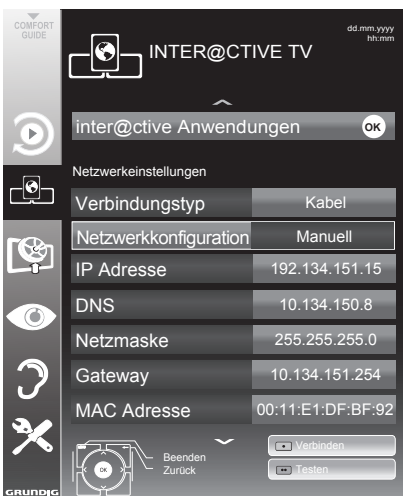 COMFORT
GUIDE
INTER@CTIVE TV
dd.mm.yyyy
hh:mm
inter@ctive Anwendungen OK
Netzwerkeinstellungen
Verbindungstyp Kabel
Netzwerkkonfiguration Manuell
IP Adresse 192.134.151.15
DNS 10.134.150.8
Netzmaske 255.255.255.0
Gateway 10.134.151.254
MAC Adresse 00:11:E1:DF:BF:92
OK
Beenden
Zurück
Verbinden
Testen
GRUNDIG